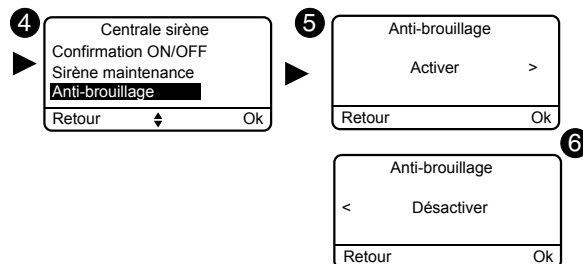 4
Centrale sirène
Confirmation ON/OFF
Sirène maintenance
Anti-brouillage
Retour Ok
5
Anti-brouillage
Activer >
Retour Ok
6
Anti-brouillage
< Désactiver
Retour Ok